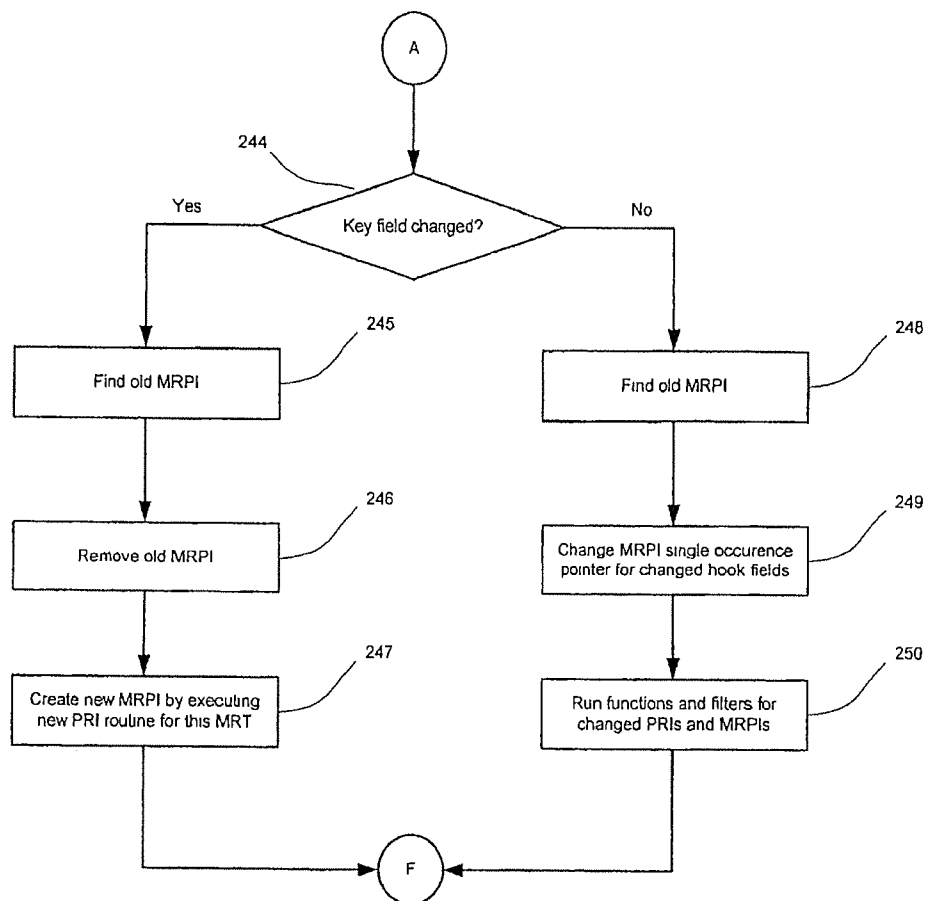 A
244
Yes
Key field changed?
No
245
Find old MRPI
248
Find old MRPI
246
Remove old MRPI
249
Change MRPI single occurence
pointer for changed hook fields
247
Create new MRPI by executing
new PRI routine for this MRT
250
Run functions and filters for
changed PRIs and MRPIs
F